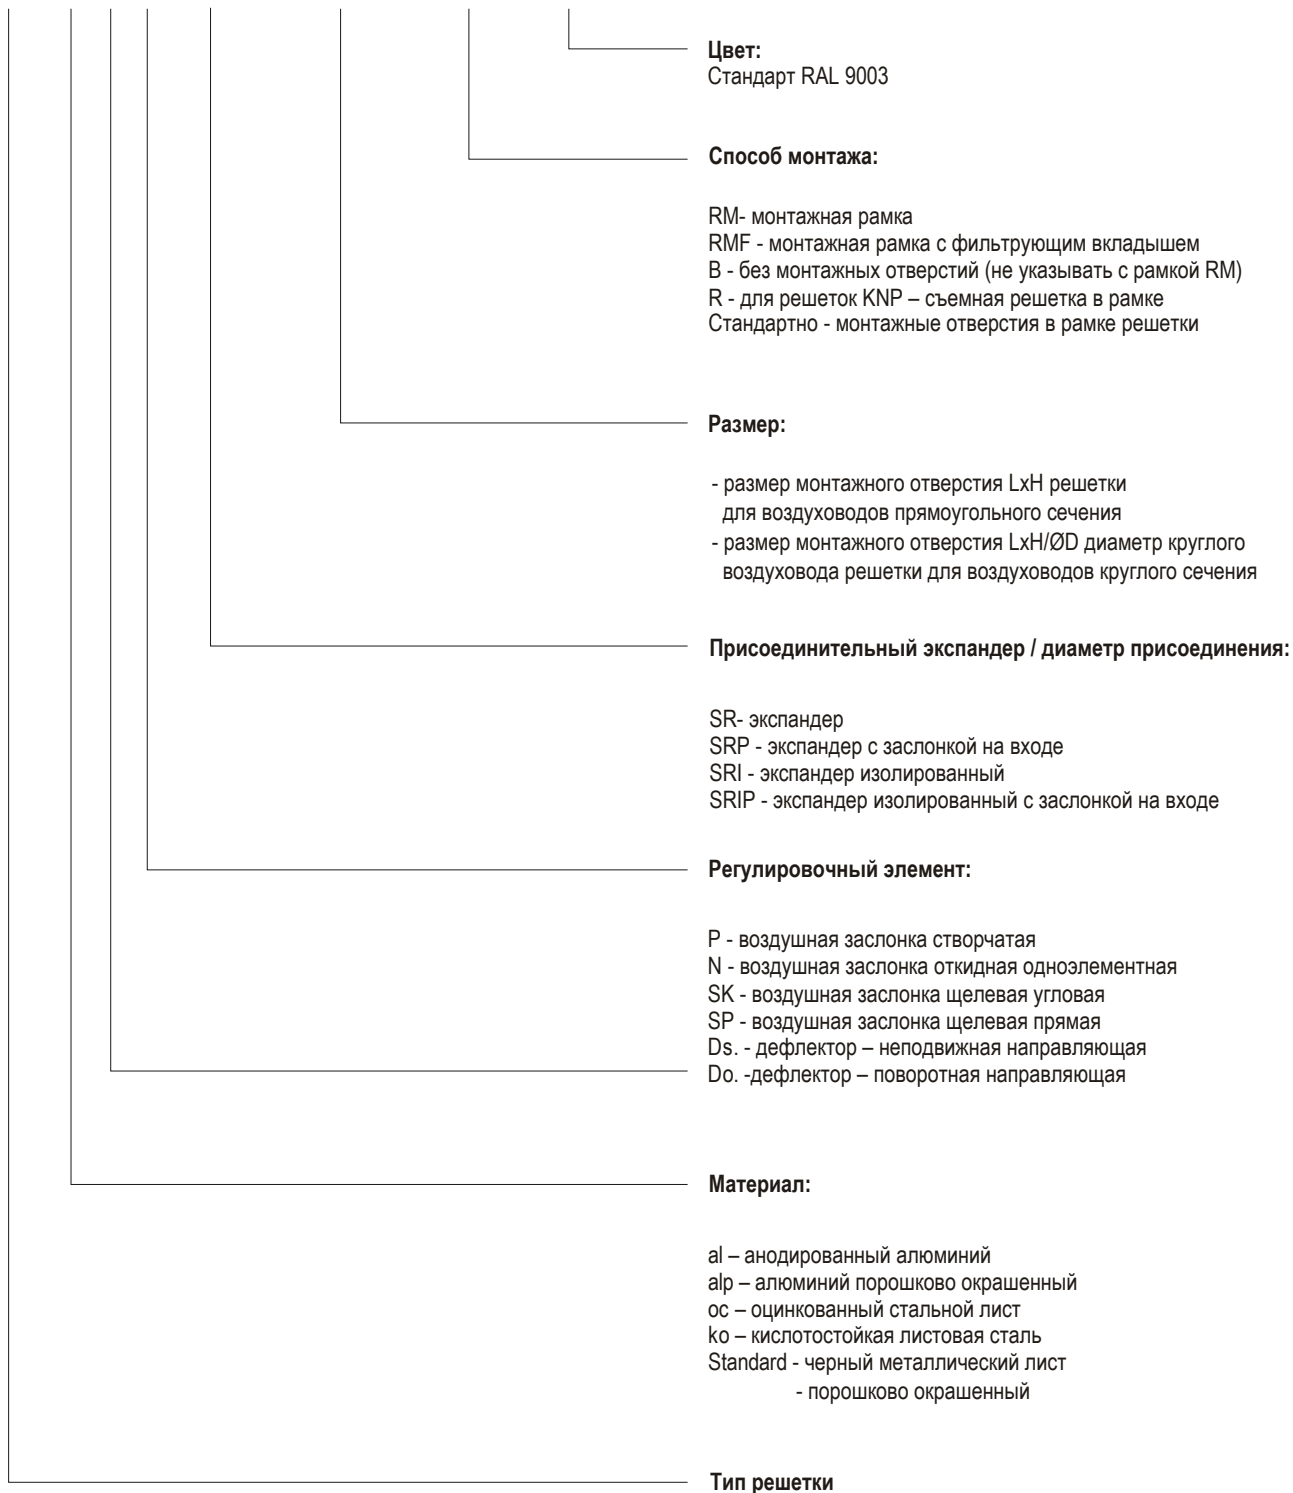 Цвет:
Стандарт RAL 9003
Способ монтажа:
RM- монтажная рамка
RMF - монтажная рамка с фильтрующим вкладышем
B - без монтажных отверстий (не указывать с рамкой RM)
R - для решеток KNP – съемная решетка в рамке
Стандартно - монтажные отверстия в рамке решетки
Размер:
- размер монтажного отверстия LxH решетки
для воздуховодов прямоугольного сечения
- размер монтажного отверстия LxH/ØD диаметр круглого
воздуховода решетки для воздуховодов круглого сечения
Присоединительный экспандер / диаметр присоединения:
SR- экспандер
SRP - экспандер с заслонкой на входе
SRI - экспандер изолированный
SRIP - экспандер изолированный с заслонкой на входе
Регулировочный элемент:
P - воздушная заслонка створчатая
N - воздушная заслонка откидная одноэлементная
SK - воздушная заслонка щелевая угловая
SP - воздушная заслонка щелевая прямая
Ds. - дефлектор – неподвижная направляющая
Do. -дефлектор – поворотная направляющая
Материал:
al – анодированный алюминий
alp – алюминий порошково окрашенный
oc – оцинкованный стальной лист
ko – кислотостойкая листовая сталь
Standard - черный металлический лист
- порошково окрашенный
Тип решетки